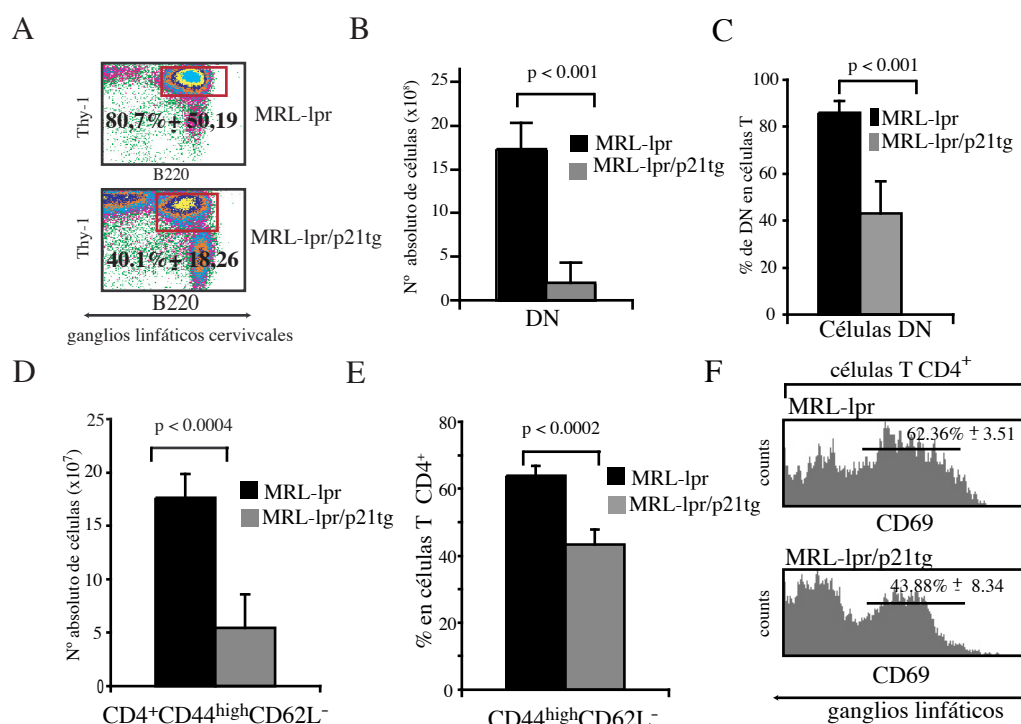 A
Thy-1
80,7% ± 50,19
MRL-lpr
B220
Thy-1
40.1% ± 18,26
MRL-lpr/p21tg
B220
ganglios linfáticos cervivcales
B
Nº absoluto de células (x10⁸)
25
20
15
10
5
0
p < 0.001
MRL-lpr
MRL-lpr/p21tg
DN
C
% de DN en células T
100
80
60
40
20
0
p < 0.001
MRL-lpr
MRL-lpr/p21tg
Células DN
D
Nº absoluto de células (x10⁷)
25
20
15
10
5
0
p < 0.0004
MRL-lpr
MRL-lpr/p21tg
CD4⁺CD44ʰⁱᵍʰCD62L⁻
E
% en células T CD4⁺
80
60
40
20
0
p < 0.0002
MRL-lpr
MRL-lpr/p21tg
CD44ʰⁱᵍʰCD62L⁻
F
células T CD4⁺
MRL-lpr
62.36% ± 3.51
counts
CD69
MRL-lpr/p21tg
43.88% ± 8.34
counts
CD69
ganglios linfáticos